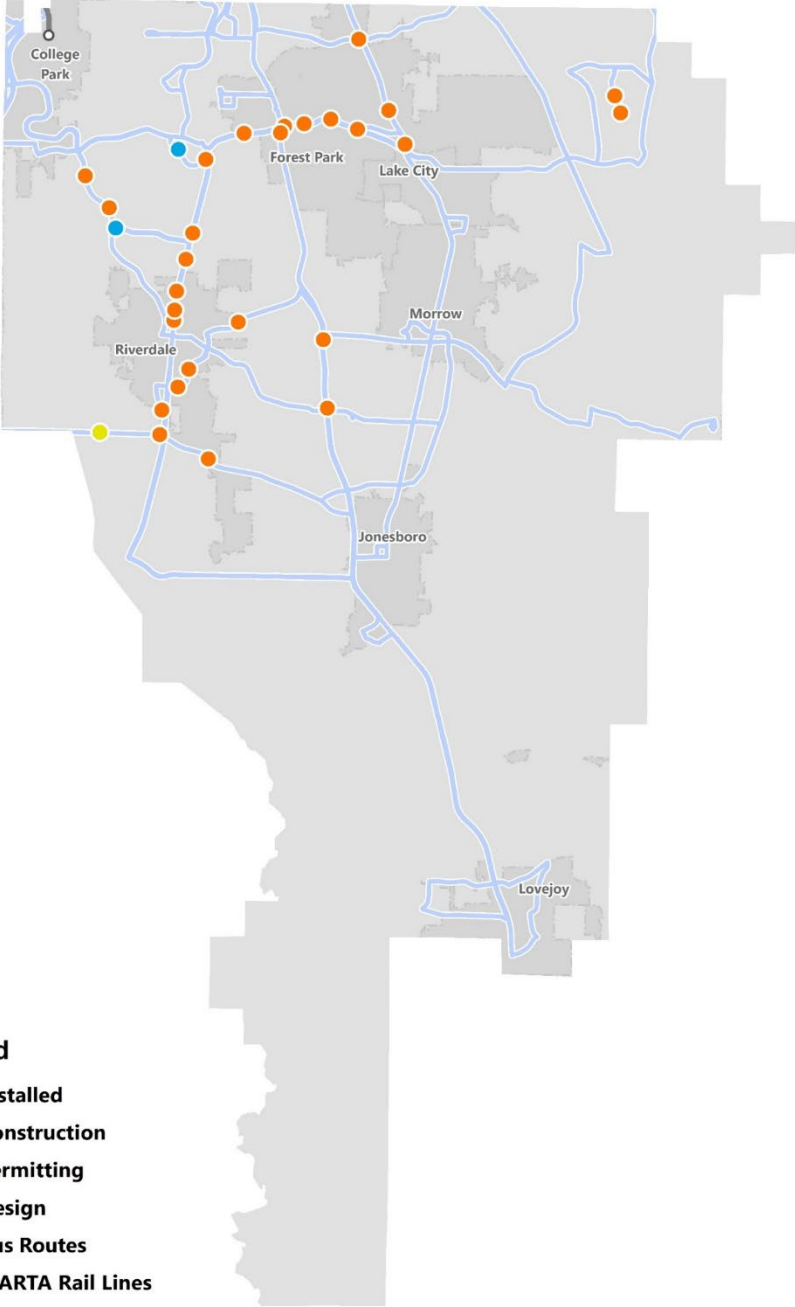 College
Park
Forest Park
Lake City
Morrow
Riverdale
Jonesboro
Lovejoy
d
stalled
onstruction
ermitting
esign
us Routes
ARTA Rail Lines